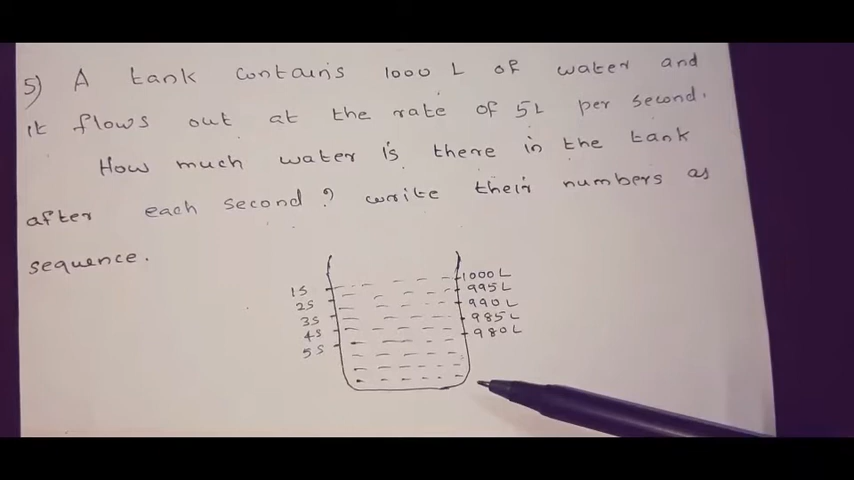 5) A tank contains 1000 L of water and
it flows out at the rate of 5L per second.
How much water is there in the tank
after each second? write their numbers as
sequence.
1000 L
1S 995L
2S 990L
3S 985L
4S 980L
5S